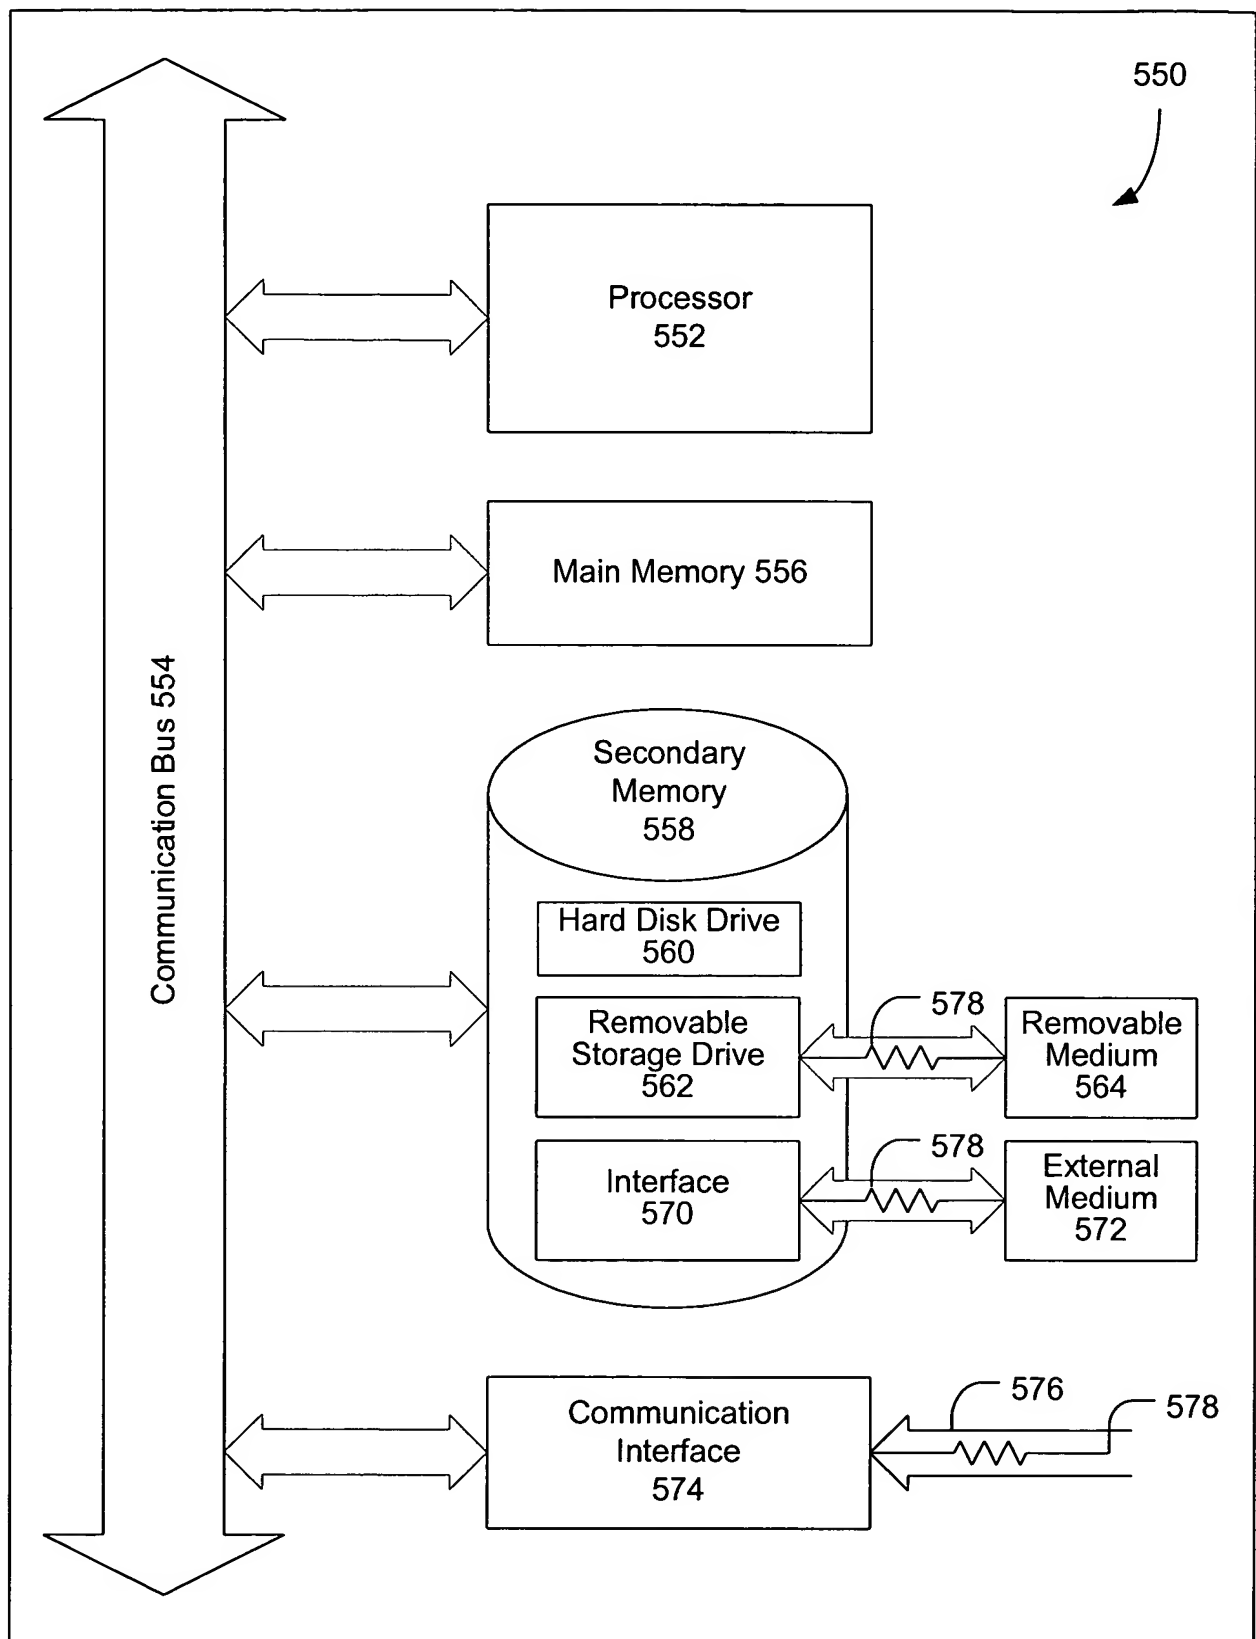 550
Processor
552
Main Memory 556
Communication Bus 554
Secondary
Memory
558
Hard Disk Drive
560
578
Removable
Storage Drive
562
Removable
Medium
564
578
Interface
570
External
Medium
572
576
578
Communication
Interface
574